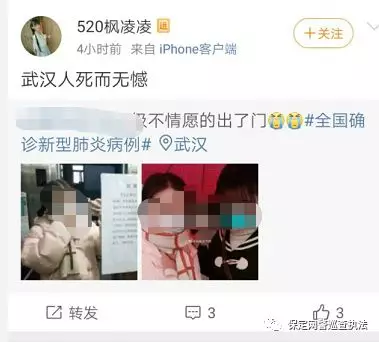 520枫凌凌
+关注
4小时前 来自 iPhone客户端
武汉人死而无憾
极不情愿的出了门😭😭#全国确
诊新型肺炎病例# 武汉
转发 3 3
保定网警巡查执法